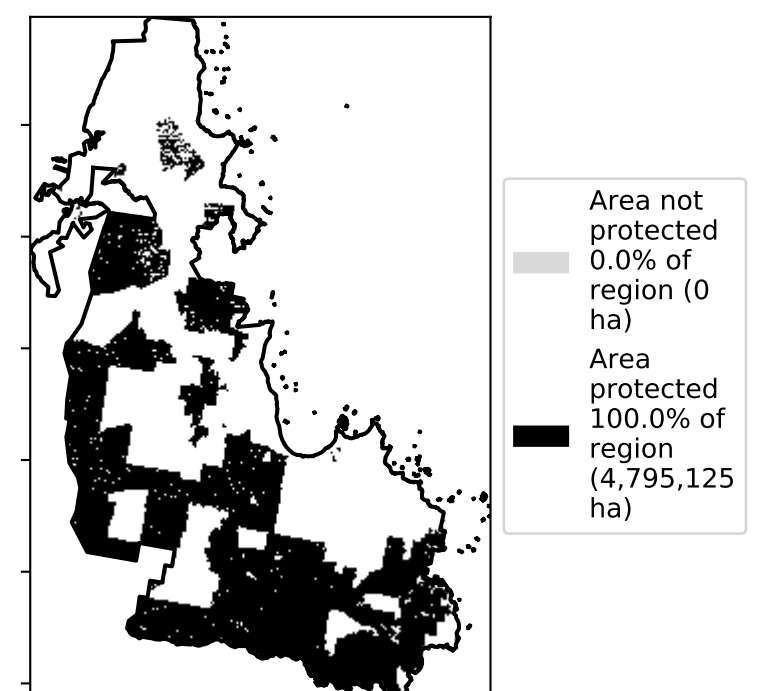 Area not
protected
0.0% of
region (0
ha)
Area
protected
100.0% of
region
(4,795,125
ha)